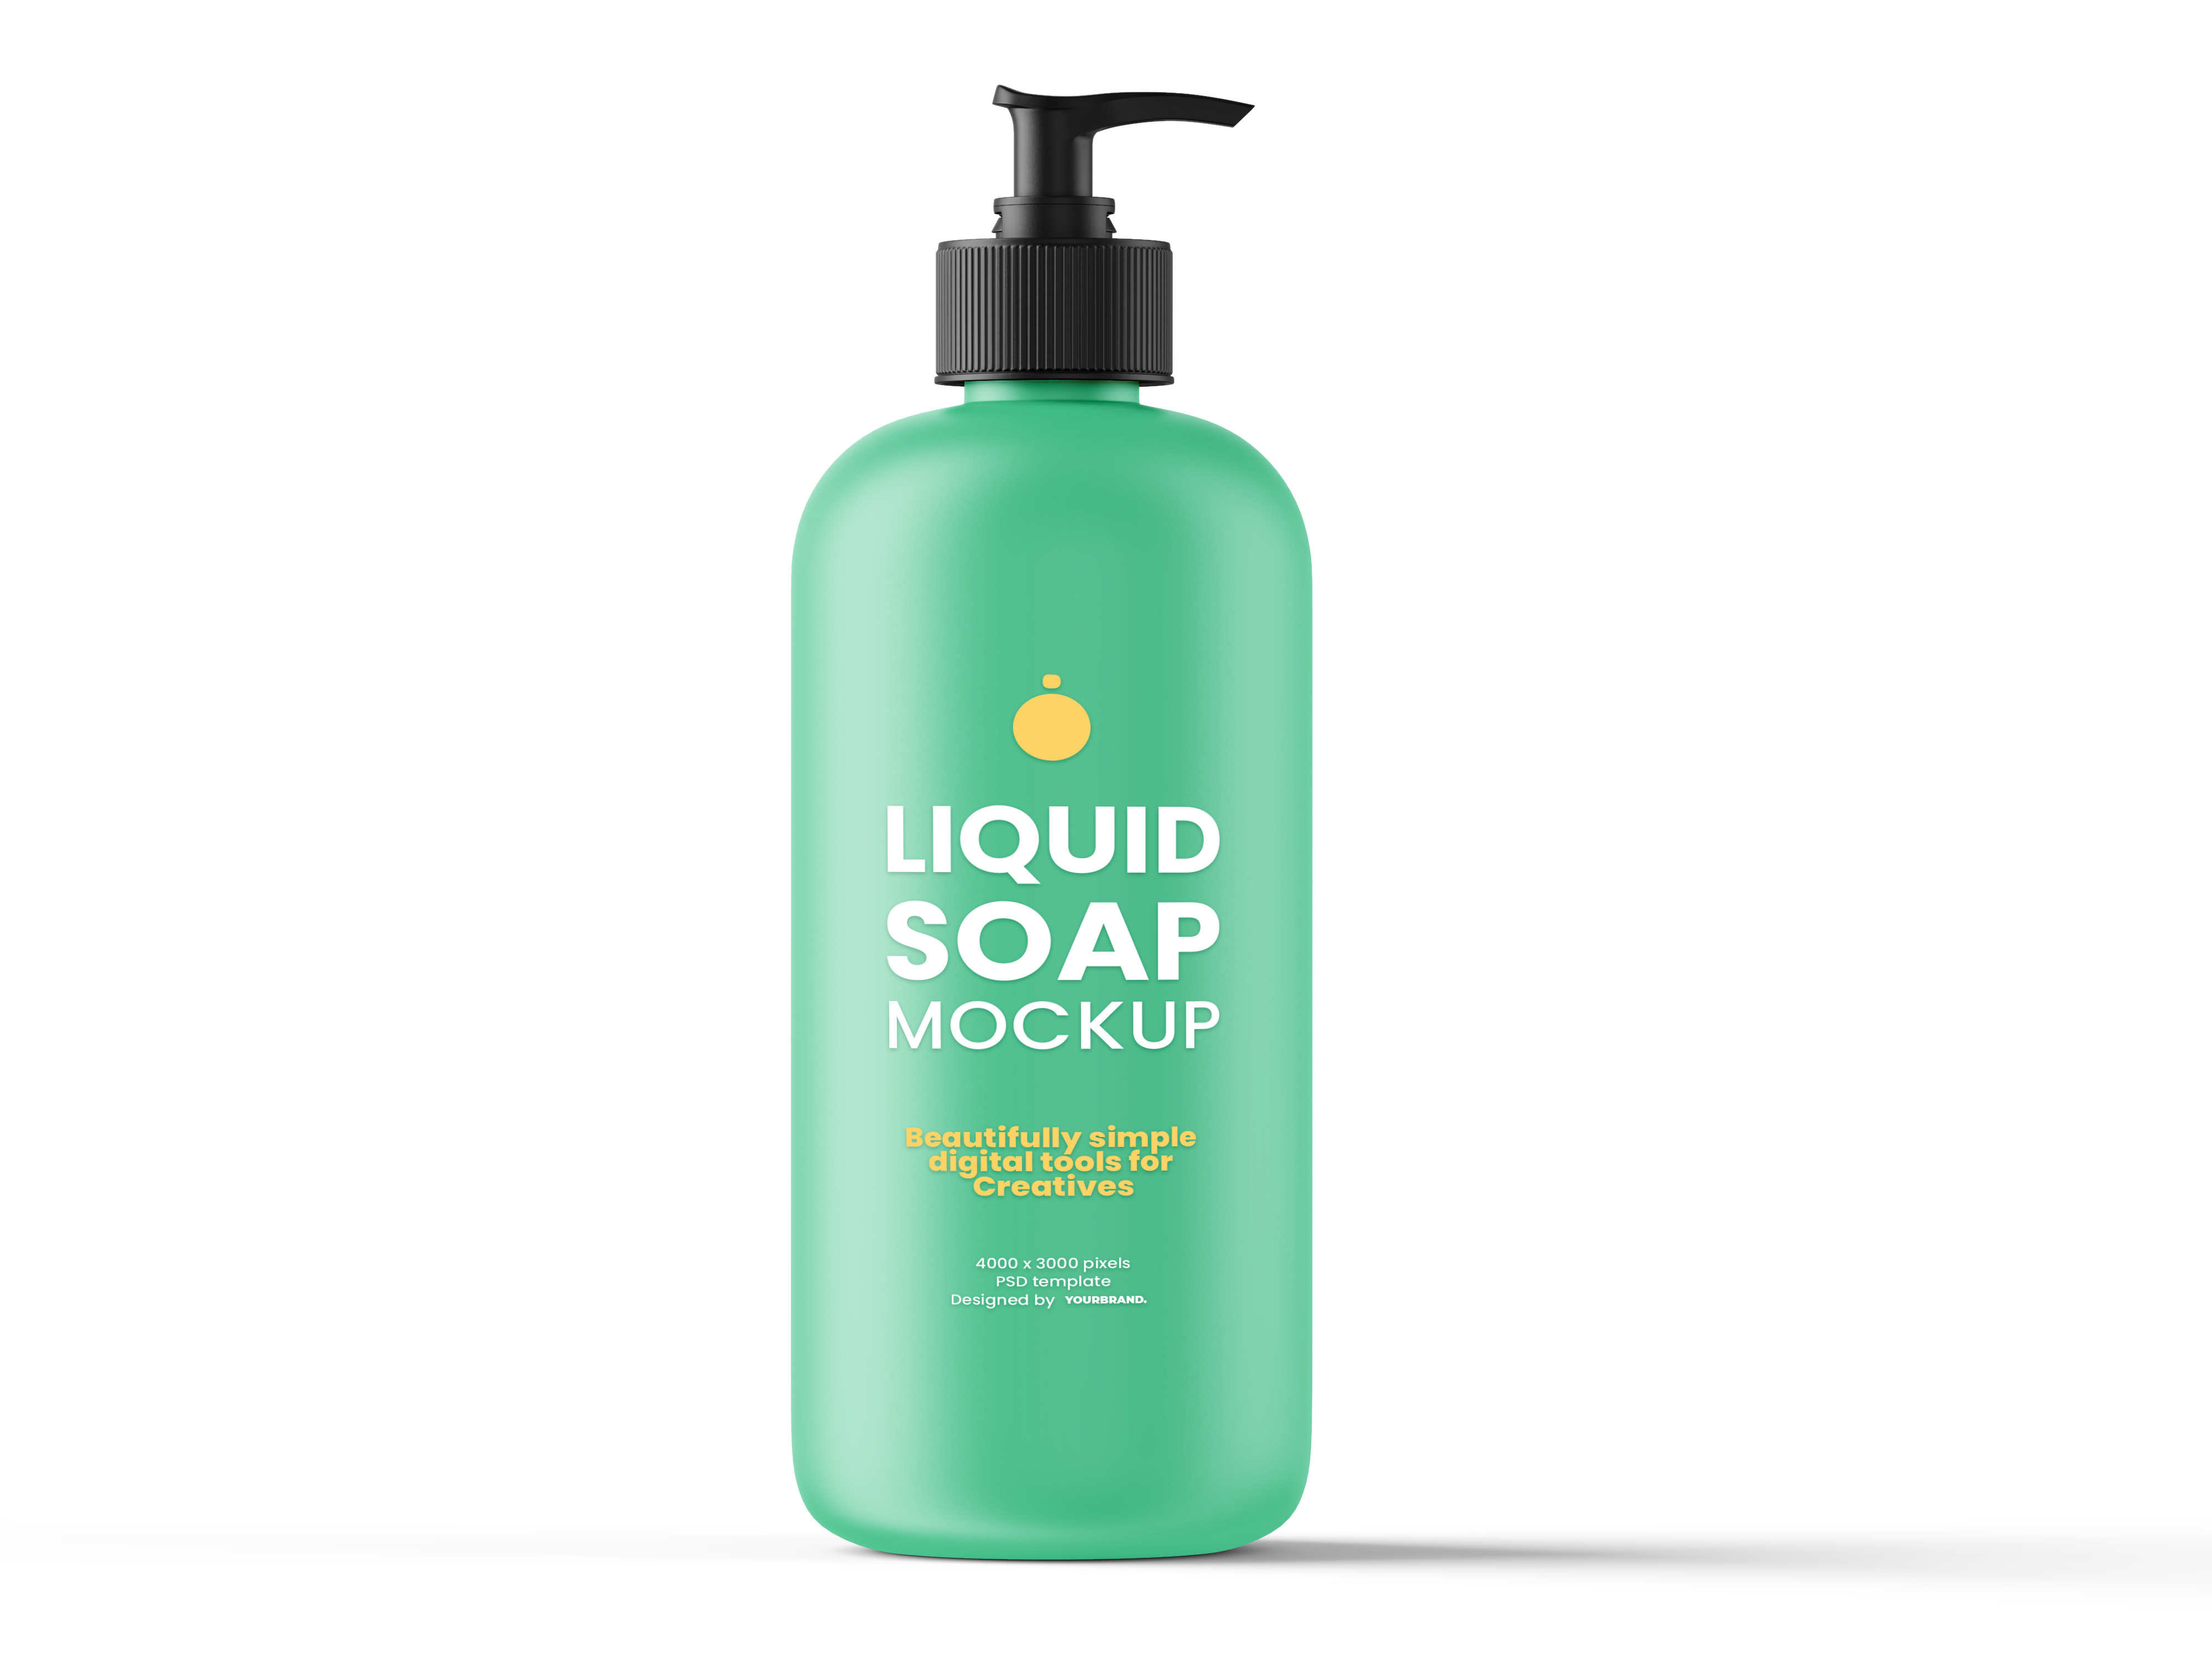 LIQUID
SOAP
MOCKUP
Beautifully simple
digital tools for
Creatives
4000 x 3000 pixels
PSD template
Designed by YOURBRAND.